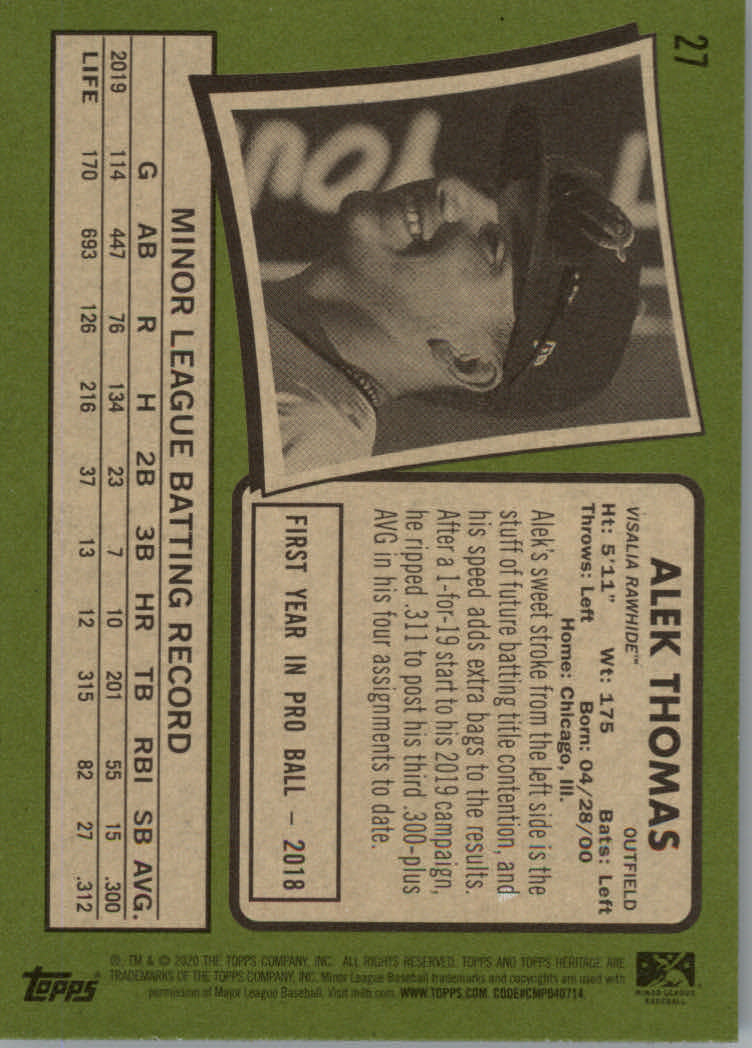 27
ALEK THOMAS
VISALIA RAWHIDE™ OUTFIELD
Ht: 5'11" Wt: 175 Bats: Left
Throws: Left Born: 04/28/00
Home: Chicago, Ill.
Alek's sweet stroke from the left side is the
stuff of future batting title contention, and
his speed adds extra bags to the results.
After a 1-for-19 start to his 2019 campaign,
he ripped .311 to post his third .300-plus
AVG in his four assignments to date.
FIRST YEAR IN PRO BALL – 2018
MINOR LEAGUE BATTING RECORD
G AB R H 2B 3B HR TB RBI SB AVG.
2019 114 447 76 134 23 7 10 201 55 15 .300
LIFE 170 693 126 216 37 13 12 315 82 27 .312
MINOR LEAGUE
BASEBALL
®, TM & © 2020 THE TOPPS COMPANY, INC. ALL RIGHTS RESERVED. TOPPS AND TOPPS HERITAGE ARE
TRADEMARKS OF THE TOPPS COMPANY, INC. Minor League Baseball trademarks and copyrights are used with
permission of Major League Baseball. Visit milb.com. WWW.TOPPS.COM. CODE#CMP040714.
TOPPS®